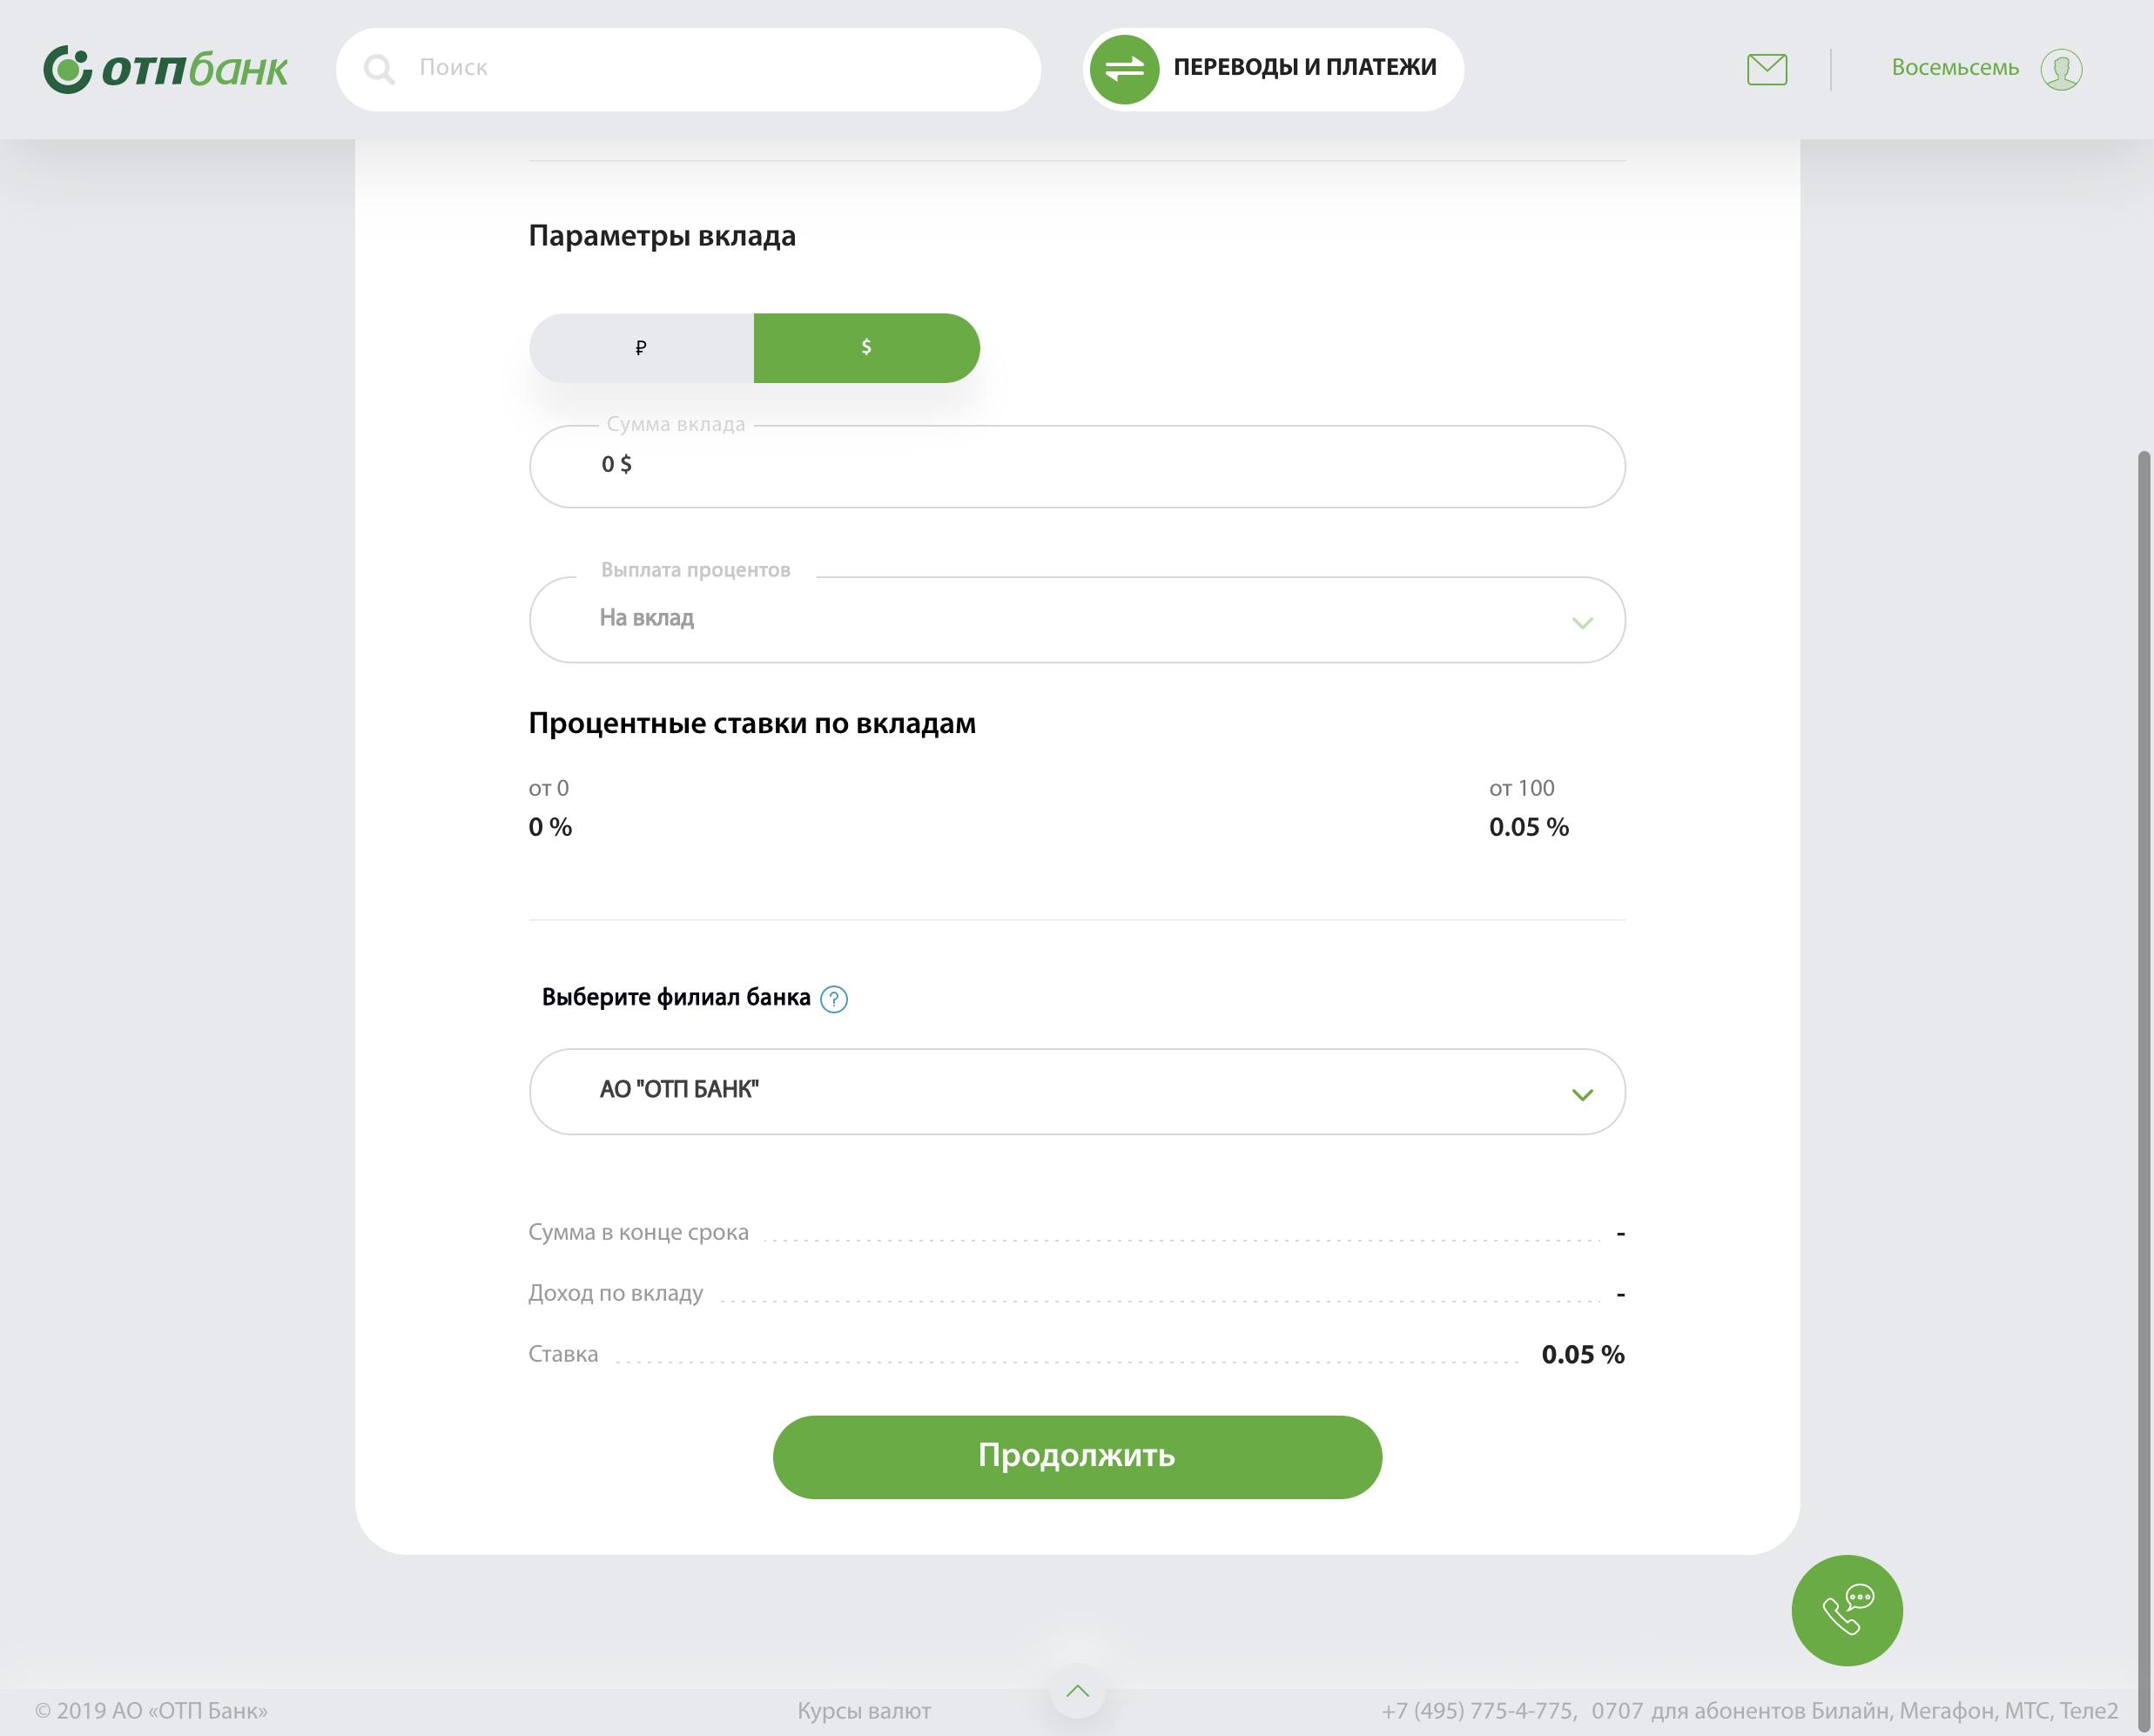 ОТПбанк
Поиск
ПЕРЕВОДЫ И ПЛАТЕЖИ
Восемьсемь
Параметры вклада
₽
$
Сумма вклада
0 $
Выплата процентов
На вклад
Процентные ставки по вкладам
от 0
0 %
от 100
0.05 %
Выберите филиал банка ?
АО "ОТП БАНК"
Сумма в конце срока -
Доход по вкладу -
Ставка 0.05 %
Продолжить
© 2019 АО «ОТП Банк»
Курсы валют
+7 (495) 775-4-775, 0707 для абонентов Билайн, Мегафон, МТС, Теле2